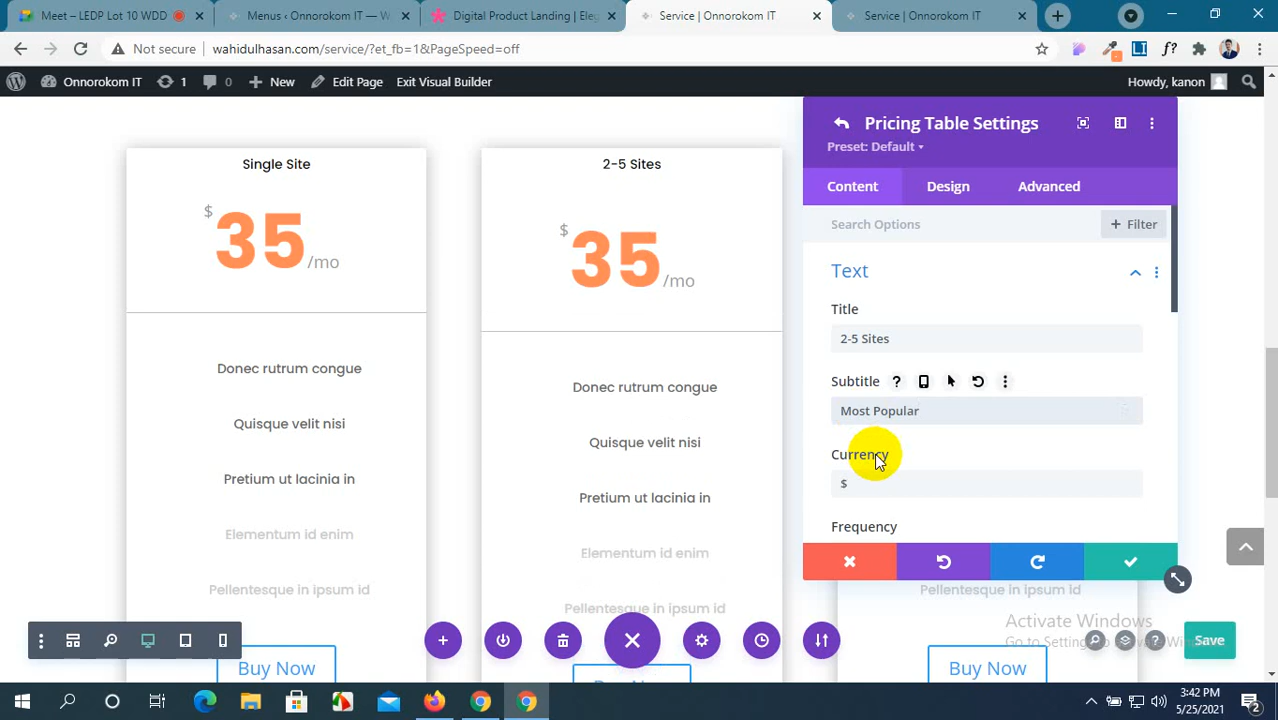 Meet – LEDP Lot 10 WDD
Menus ‹ Onnorokom IT — W
Digital Product Landing | Ele
Service | Onnorokom IT
Service | Onnorokom IT
Not secure
wahidulhasan.com/service/?et_fb=1&PageSpeed=off
Onnorokom IT
1
0
New
Edit Page
Exit Visual Builder
Howdy, kanon
Single Site
$
35
/mo
Donec rutrum congue
Quisque velit nisi
Pretium ut lacinia in
Elementum id enim
Pellentesque in ipsum id
Buy Now
2-5 Sites
$
35
/mo
Donec rutrum congue
Quisque velit nisi
Pretium ut lacinia in
Elementum id enim
Pellentesque in ipsum id
Pricing Table Settings
Preset: Default
Content
Design
Advanced
Search Options
+ Filter
Text
Title
2-5 Sites
Subtitle
Most Popular
Currency
$
Frequency
Pellentesque in ipsum id
Buy Now
Activate Windows
Save
3:42 PM
5/25/2021
2